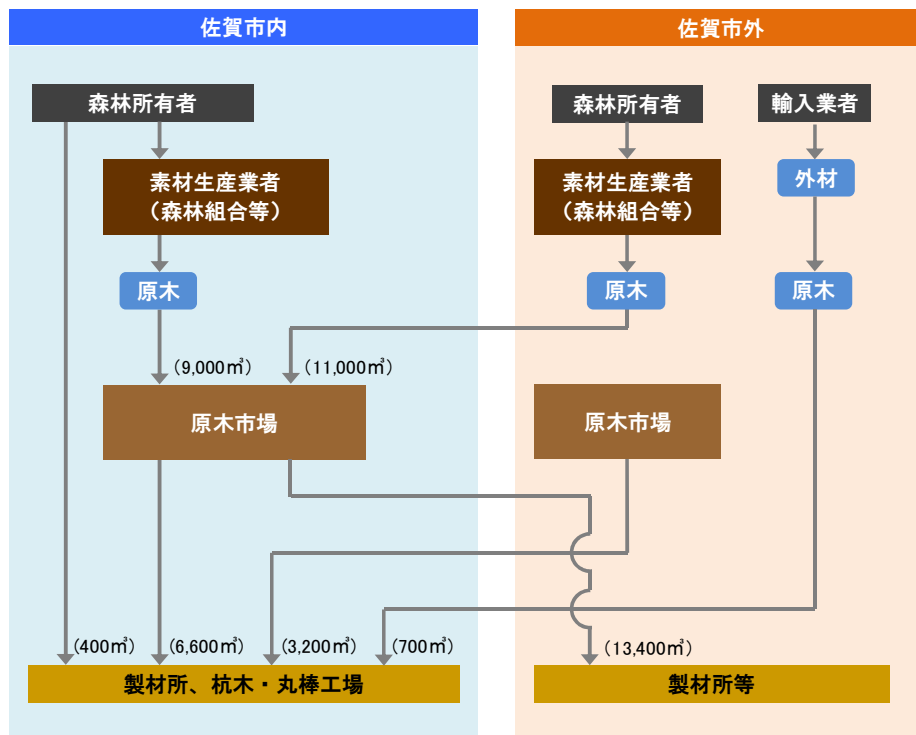 佐賀市内
佐賀市外
森林所有者
森林所有者
輸入業者
素材生産業者
（森林組合等）
素材生産業者
（森林組合等）
外材
原木
原木
原木
（9,000㎥）
（11,000㎥）
原木市場
原木市場
（400㎥）
（6,600㎥）
（3,200㎥）
（700㎥）
（13,400㎥）
製材所、杭木・丸棒工場
製材所等